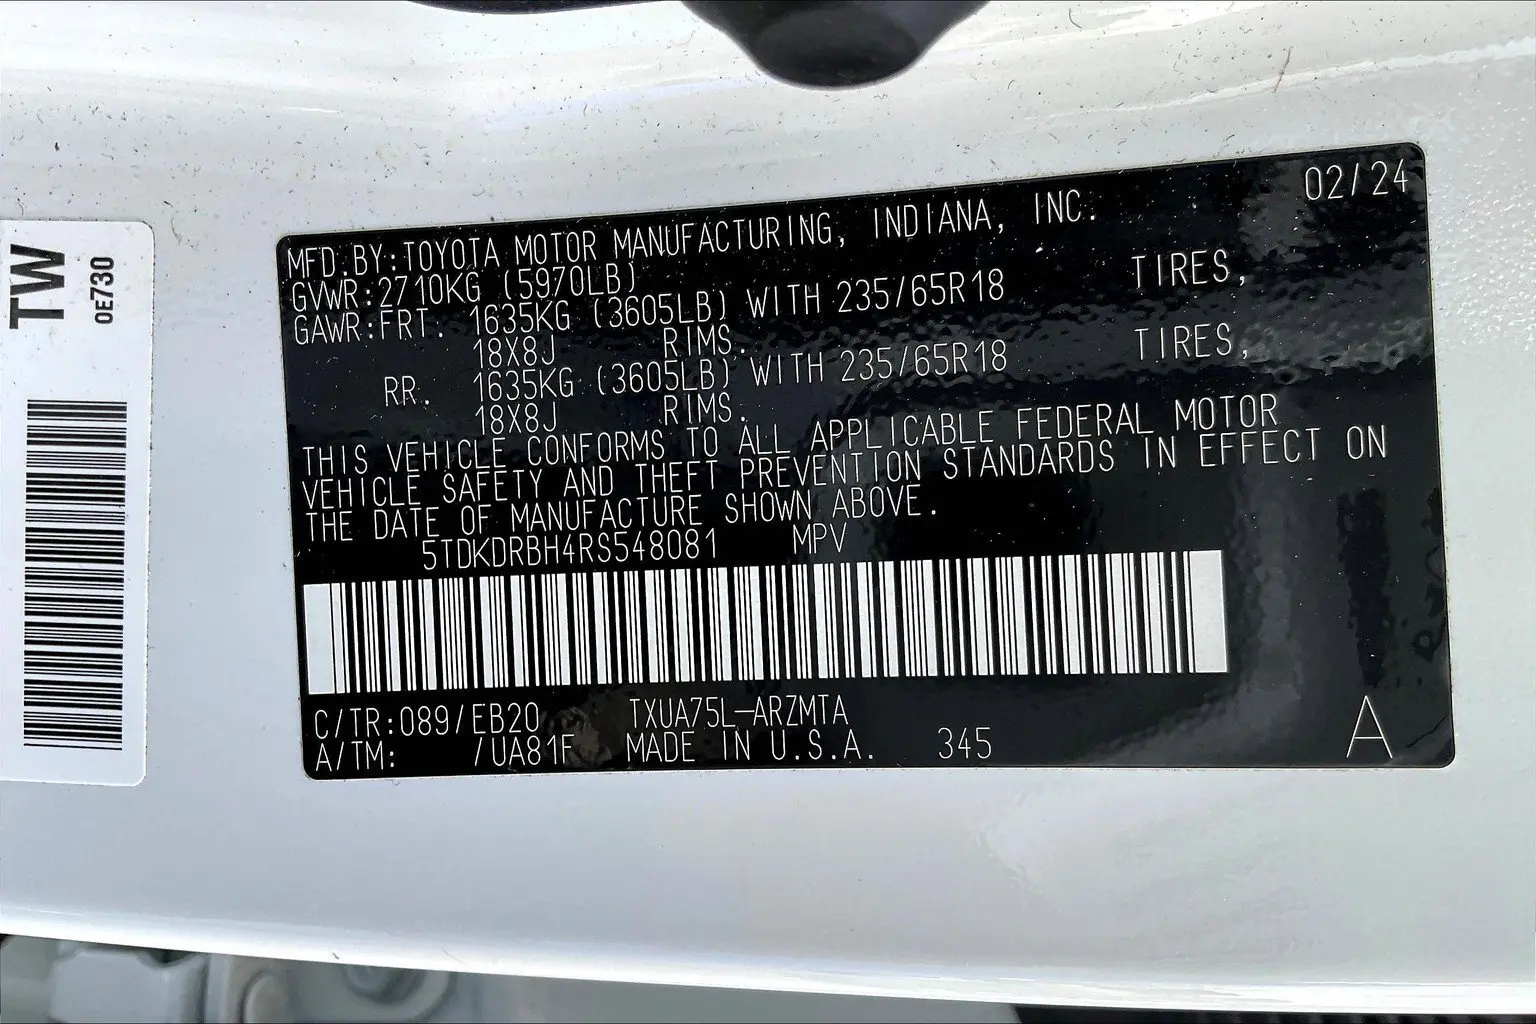 TW
0E730
02/24
MFD.BY:TOYOTA MOTOR MANUFACTURING, INDIANA, INC.
GVWR:2710KG (5970LB)
GAWR:FRT. 1635KG (3605LB) WITH 235/65R18 TIRES,
18X8J RIMS.
RR. 1635KG (3605LB) WITH 235/65R18 TIRES,
18X8J RIMS.
THIS VEHICLE CONFORMS TO ALL APPLICABLE FEDERAL MOTOR
VEHICLE SAFETY AND THEFT PREVENTION STANDARDS IN EFFECT ON
THE DATE OF MANUFACTURE SHOWN ABOVE.
5TDKDRBH4RS548081 MPV
C/TR:089/EB20 TXUA75L-ARZMTA
A/TM: /UA81F MADE IN U.S.A. 345 A